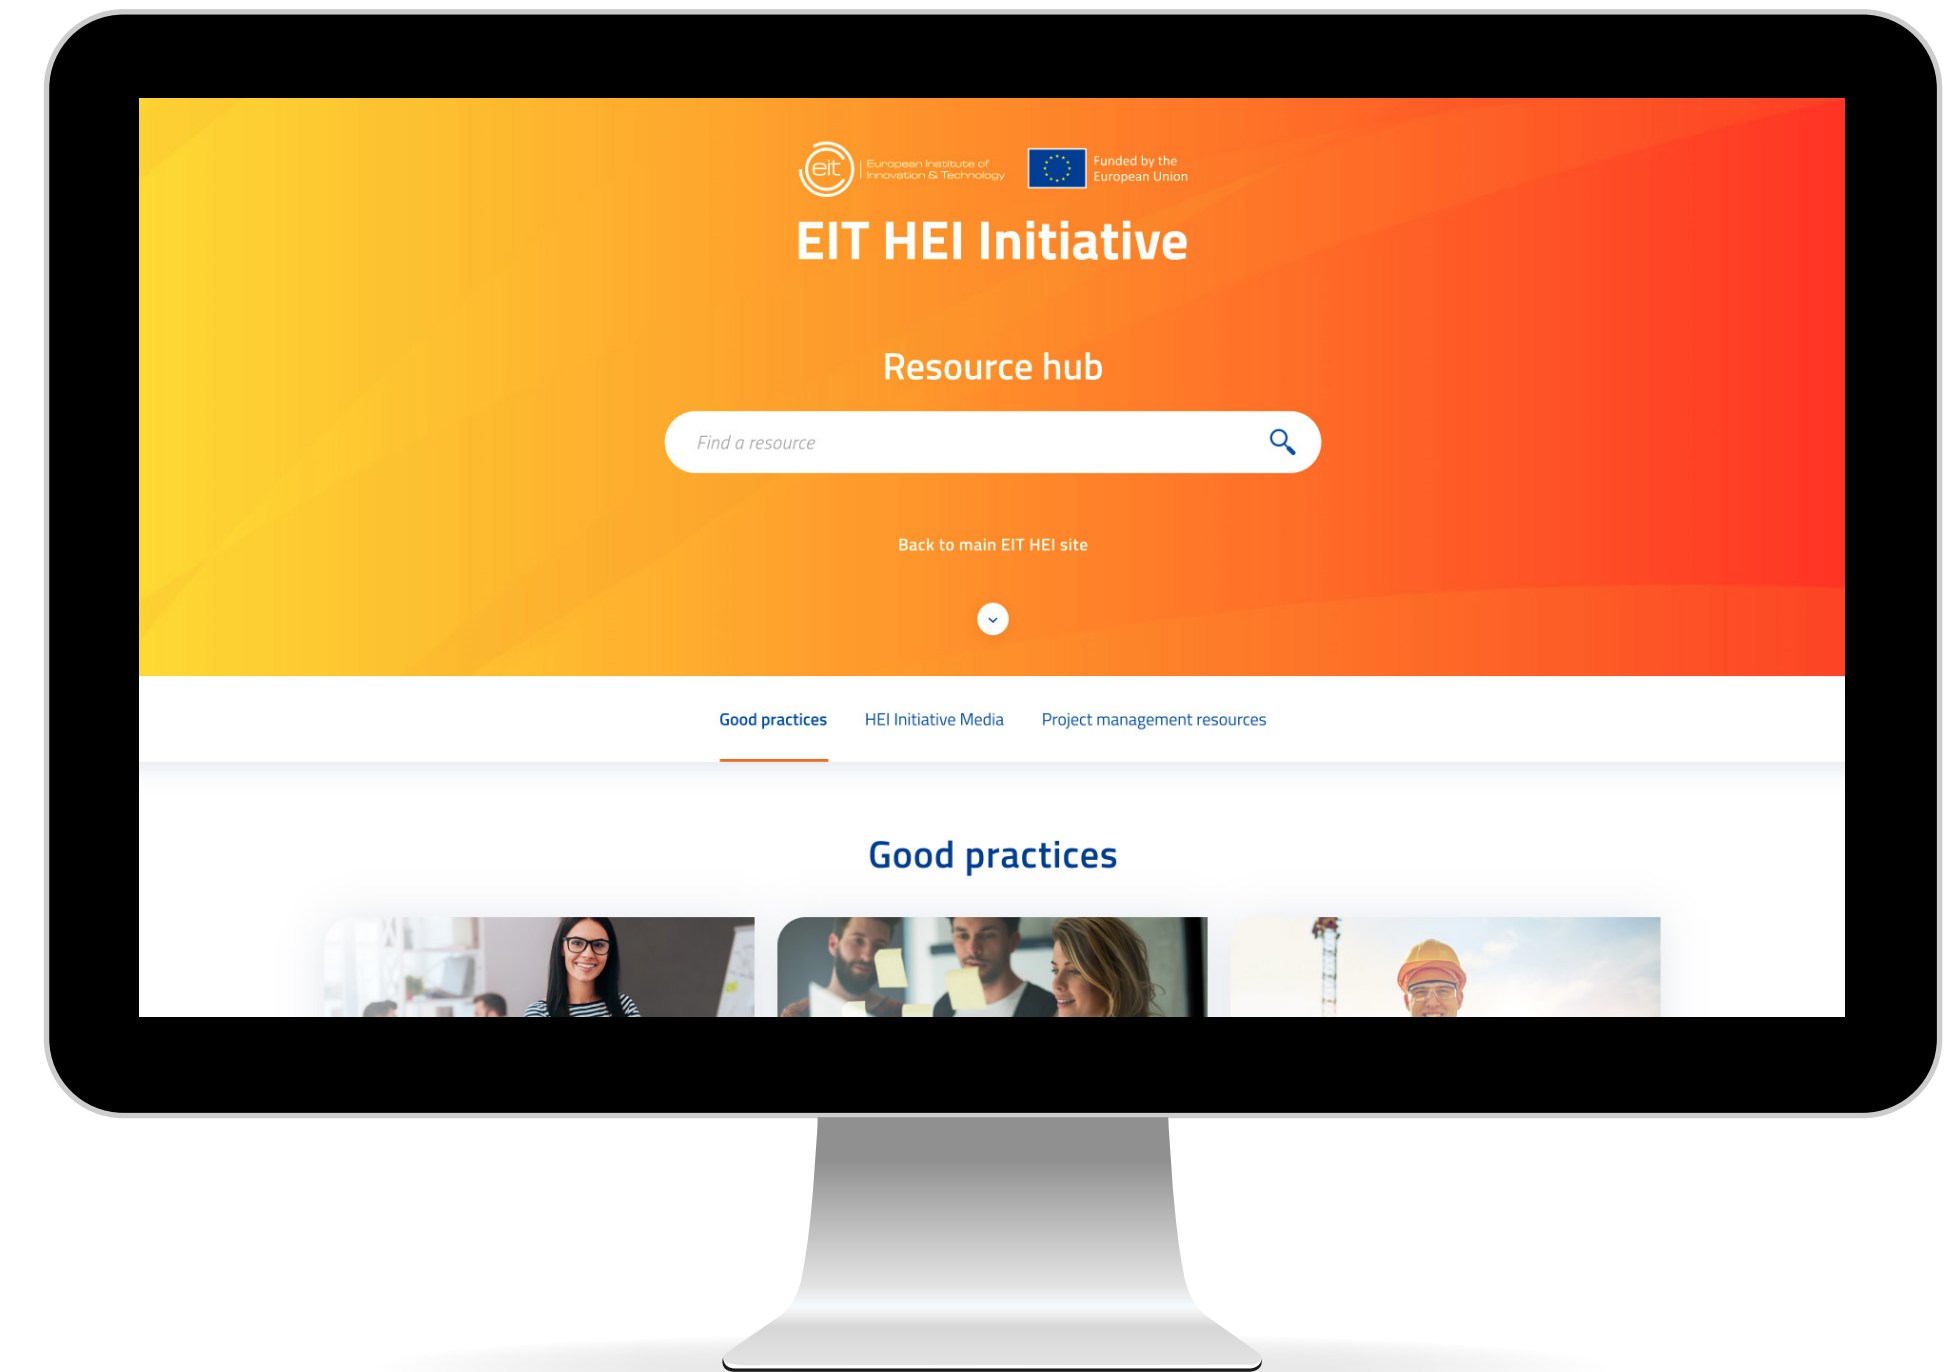 eit
European Institute of
Innovation & Technology
Funded by the
European Union
EIT HEI Initiative
Resource hub
Find a resource
Back to main EIT HEI site
Good practices
HEI Initiative Media
Project management resources
Good practices